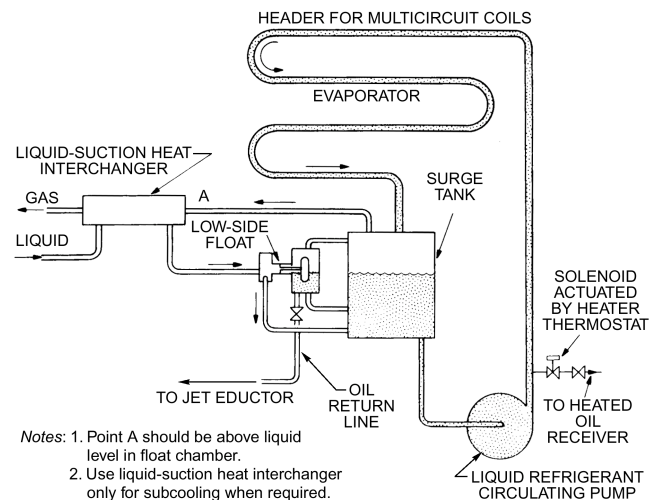 HEADER FOR MULTICIRCUIT COILS
EVAPORATOR
LIQUID-SUCTION HEAT
INTERCHANGER
GAS
A
LIQUID
LOW-SIDE
FLOAT
SURGE
TANK
SOLENOID
ACTUATED
BY HEATER
THERMOSTAT
TO JET EDUCTOR
OIL
RETURN
LINE
TO HEATED
OIL
RECEIVER
LIQUID REFRIGERANT
CIRCULATING PUMP
Notes: 1. Point A should be above liquid
level in float chamber.
2. Use liquid-suction heat interchanger
only for subcooling when required.